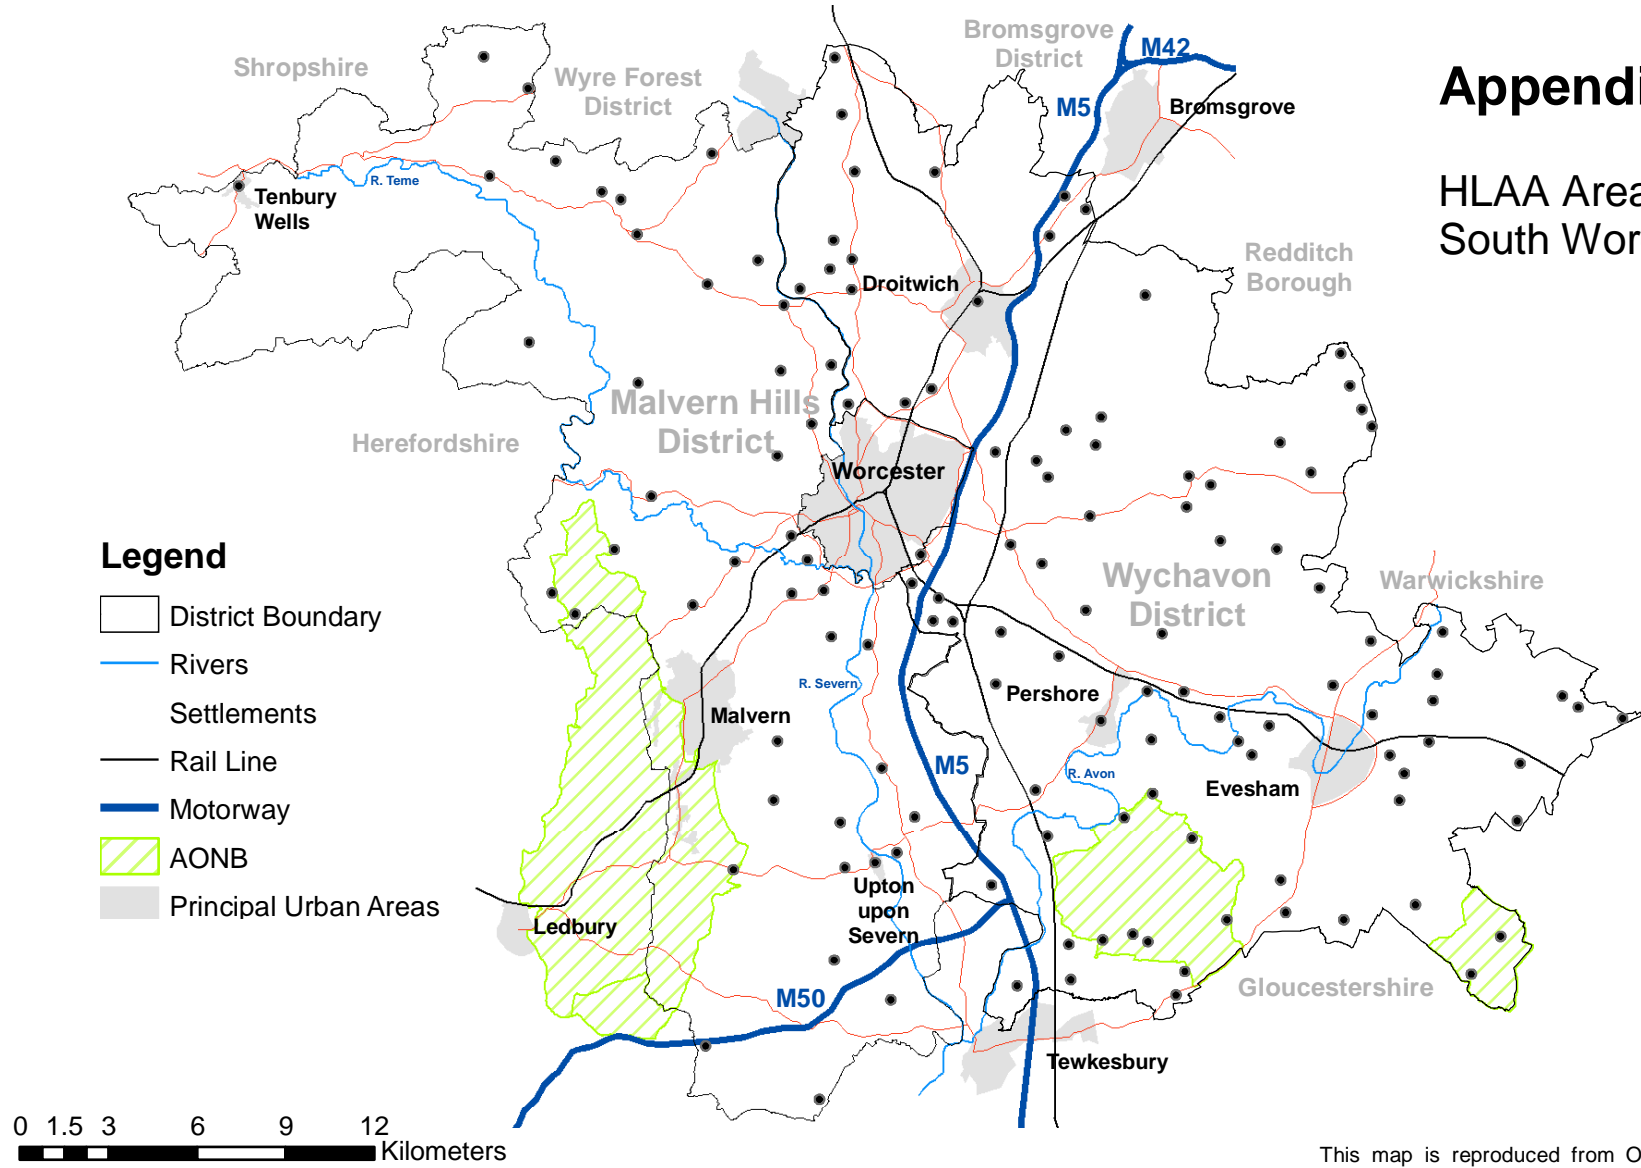 Shropshire
Wyre Forest
District
Bromsgrove
District
M42
M5
Bromsgrove
Appendi
HLAA Area
South Wor
Tenbury
Wells
R. Teme
Redditch
Borough
Droitwich
Malvern Hills
District
Herefordshire
Worcester
Legend
District Boundary
Rivers
Settlements
Rail Line
Motorway
AONB
Principal Urban Areas
Wychavon
District
Warwickshire
R. Severn
Pershore
Malvern
M5
R. Avon
Evesham
Upton
upon
Severn
Ledbury
M50
Gloucestershire
Tewkesbury
0 1.5 3 6 9 12
Kilometers
This map is reproduced from O